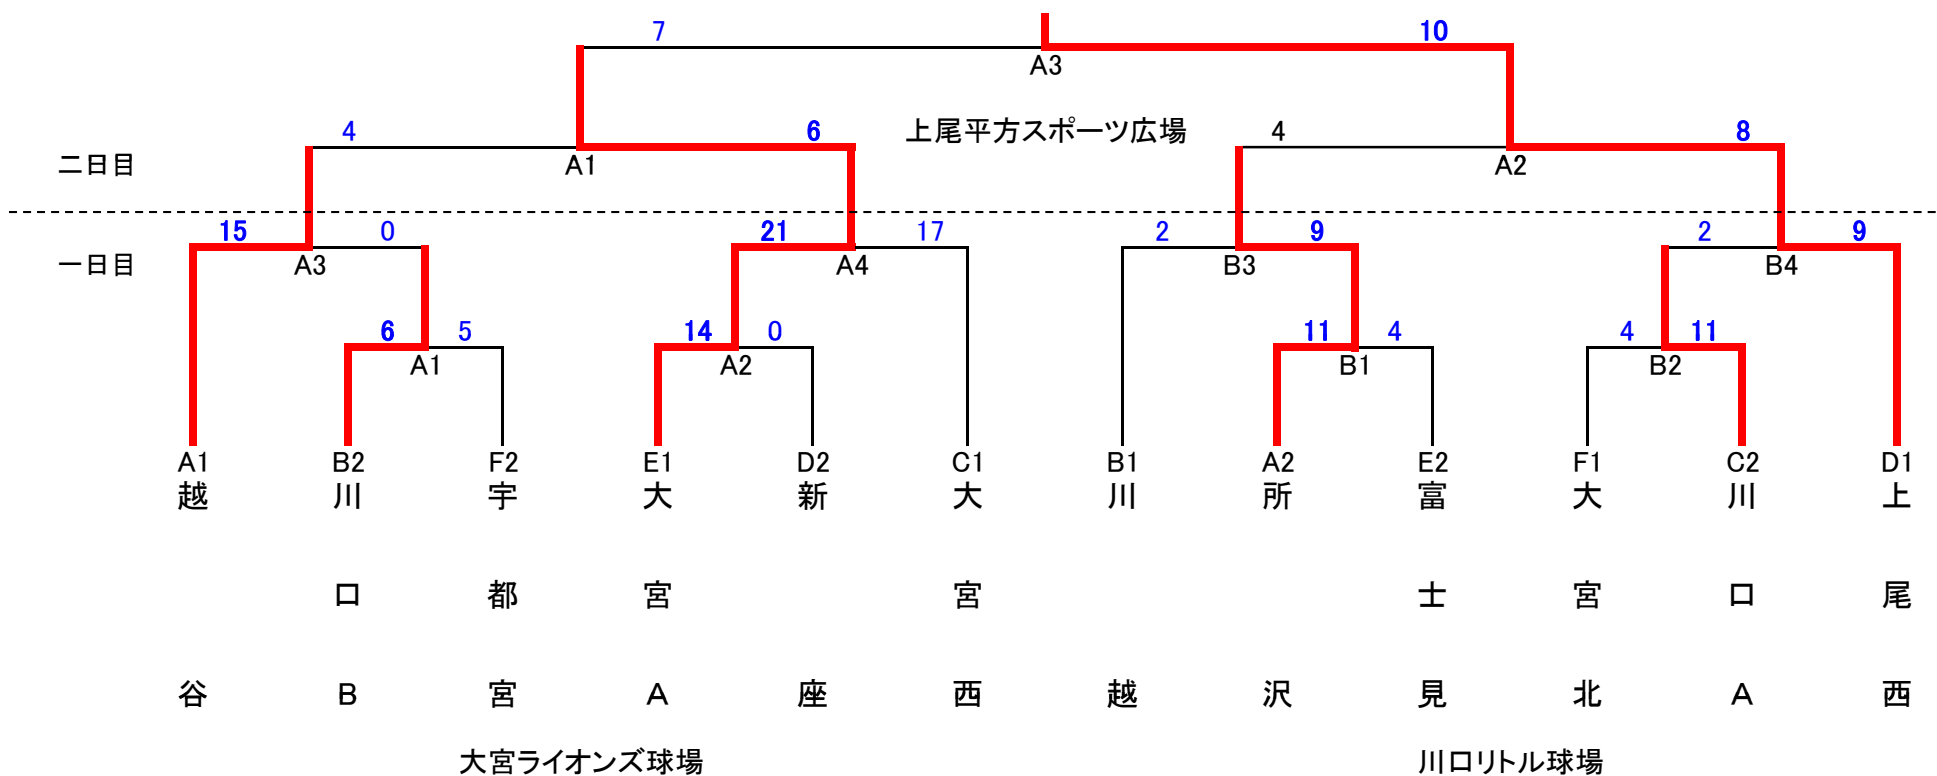 7 10
A3
4 6 上尾平方スポーツ広場 4 8
二日目 A1 A2
15 0 21 17 2 9 2 9
一日目 A3 A4 B3 B4
6 5 14 0 11 4 4 11
A1 A2 B1 B2
A1 B2 F2 E1 D2 C1 B1 A2 E2 F1 C2 D1
越 川 宇 大 新 大 川 所 富 大 川 上
口 都 宮 宮 士 宮 口 尾
谷 B 宮 A 座 西 越 沢 見 北 A 西
大宮ライオンズ球場 川口リトル球場